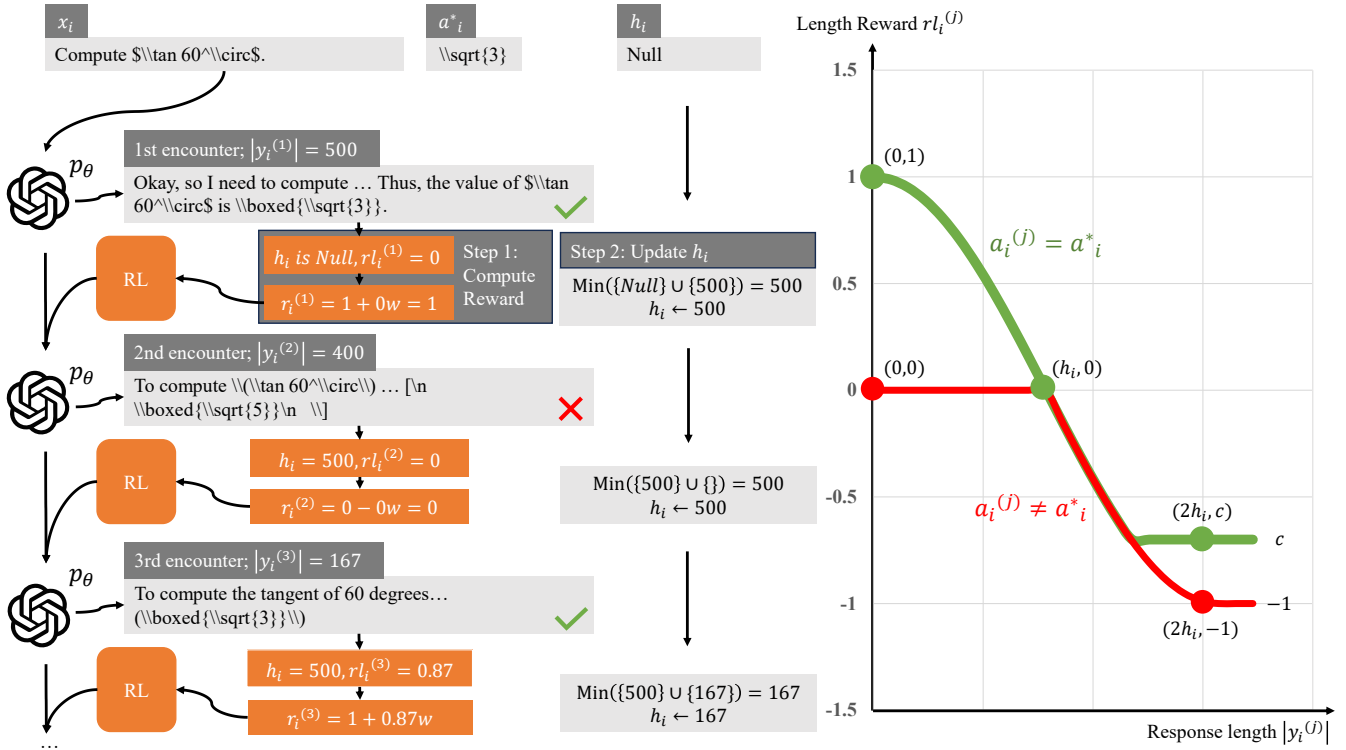 x_i
Compute $\\tan 60^\\circ$.
a*_i
\\sqrt{3}
h_i
Null
p_θ
1st encounter; |y_i^(1)| = 500
Okay, so I need to compute … Thus, the value of $\\tan
60^\\circ$ is \\boxed{\\sqrt{3}}.
RL
h_i is Null, rl_i^(1) = 0
r_i^(1) = 1 + 0w = 1
Step 1:
Compute
Reward
Step 2: Update h_i
Min({Null} ∪ {500}) = 500
h_i ← 500
p_θ
2nd encounter; |y_i^(2)| = 400
To compute \\(\\tan 60^\\circ\\) … [\n
\\boxed{\\sqrt{5}}\n \\]
RL
h_i = 500, rl_i^(2) = 0
r_i^(2) = 0 − 0w = 0
Min({500} ∪ {}) = 500
h_i ← 500
p_θ
3rd encounter; |y_i^(3)| = 167
To compute the tangent of 60 degrees…
(\\boxed{\\sqrt{3}}\\)
RL
h_i = 500, rl_i^(3) = 0.87
r_i^(3) = 1 + 0.87w
Min({500} ∪ {167}) = 167
h_i ← 167
…
Length Reward rl_i^(j)
1.5
1
0.5
0
-0.5
-1
-1.5
(0,1)
a_i^(j) = a*_i
(0,0)
(h_i, 0)
a_i^(j) ≠ a*_i
(2h_i, c)
c
−1
(2h_i, −1)
Response length |y_i^(j)|